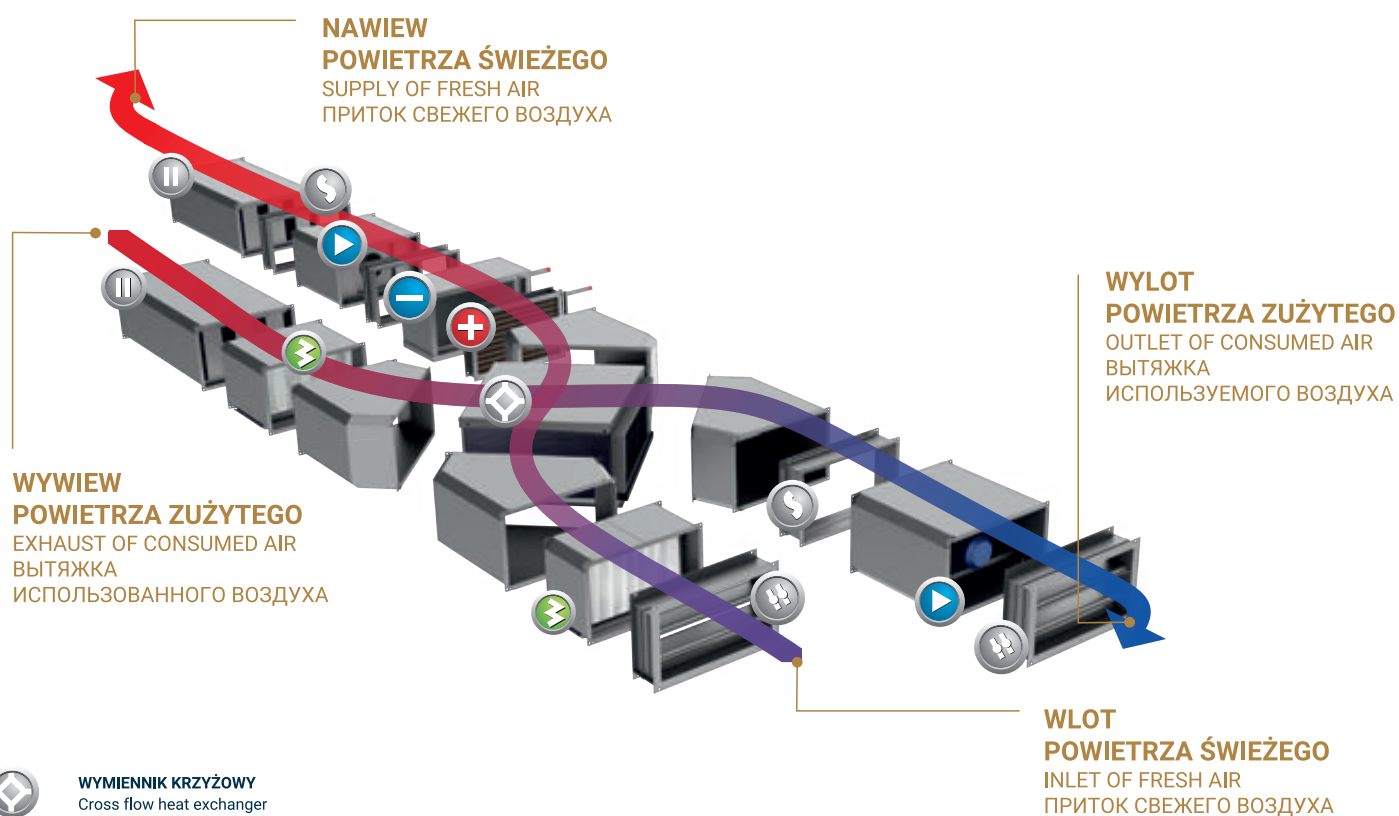 NAWIEW
POWIETRZA ŚWIEŻEGO
SUPPLY OF FRESH AIR
ПРИТОК СВЕЖЕГО ВОЗДУХА
WYLOT
POWIETRZA ZUŻYTEGO
OUTLET OF CONSUMED AIR
ВЫТЯЖКА
ИСПОЛЬЗУЕМОГО ВОЗДУХА
WYWIEW
POWIETRZA ZUŻYTEGO
EXHAUST OF CONSUMED AIR
ВЫТЯЖКА
ИСПОЛЬЗОВАННОГО ВОЗДУХА
WLOT
POWIETRZA ŚWIEŻEGO
INLET OF FRESH AIR
ПРИТОК СВЕЖЕГО ВОЗДУХА
WYMIENNIK KRZYŻOWY
Cross flow heat exchanger